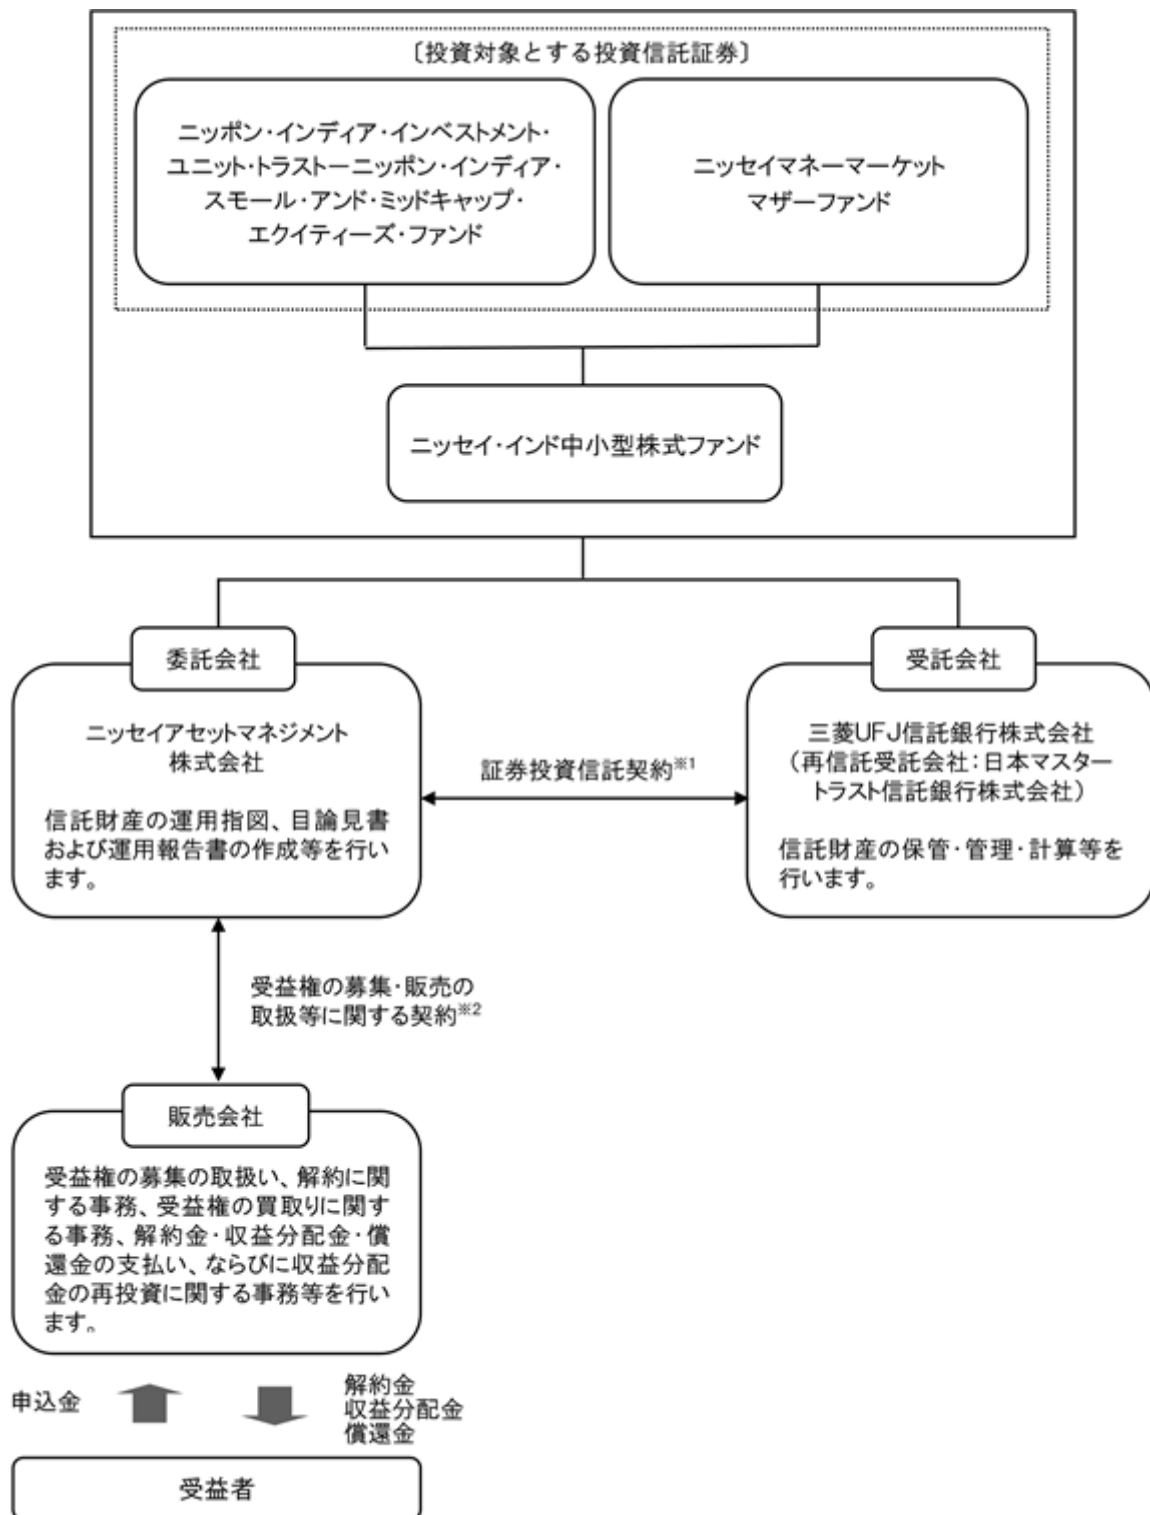 〔投資対象とする投資信託証券〕
ニッポン・インディア・インベストメント・
ユニット・トラストーニッポン・インディア・
スモール・アンド・ミッドキャップ・
エクイティーズ・ファンド
ニッセイマネーマーケット
マザーファンド
ニッセイ・インド中小型株式ファンド
委託会社
ニッセイアセットマネジメント
株式会社
信託財産の運用指図、目論見書
および運用報告書の作成等を行い
ます。
証券投資信託契約※1
受託会社
三菱UFJ信託銀行株式会社
(再信託受託会社:日本マスター
トラスト信託銀行株式会社)
信託財産の保管・管理・計算等を
行います。
受益権の募集・販売の
取扱等に関する契約※2
販売会社
受益権の募集の取扱い、解約に関
する事務、受益権の買取りに関す
る事務、解約金・収益分配金・償
還金の支払い、ならびに収益分配
金の再投資に関する事務等を行い
ます。
申込金
解約金
収益分配金
償還金
受益者